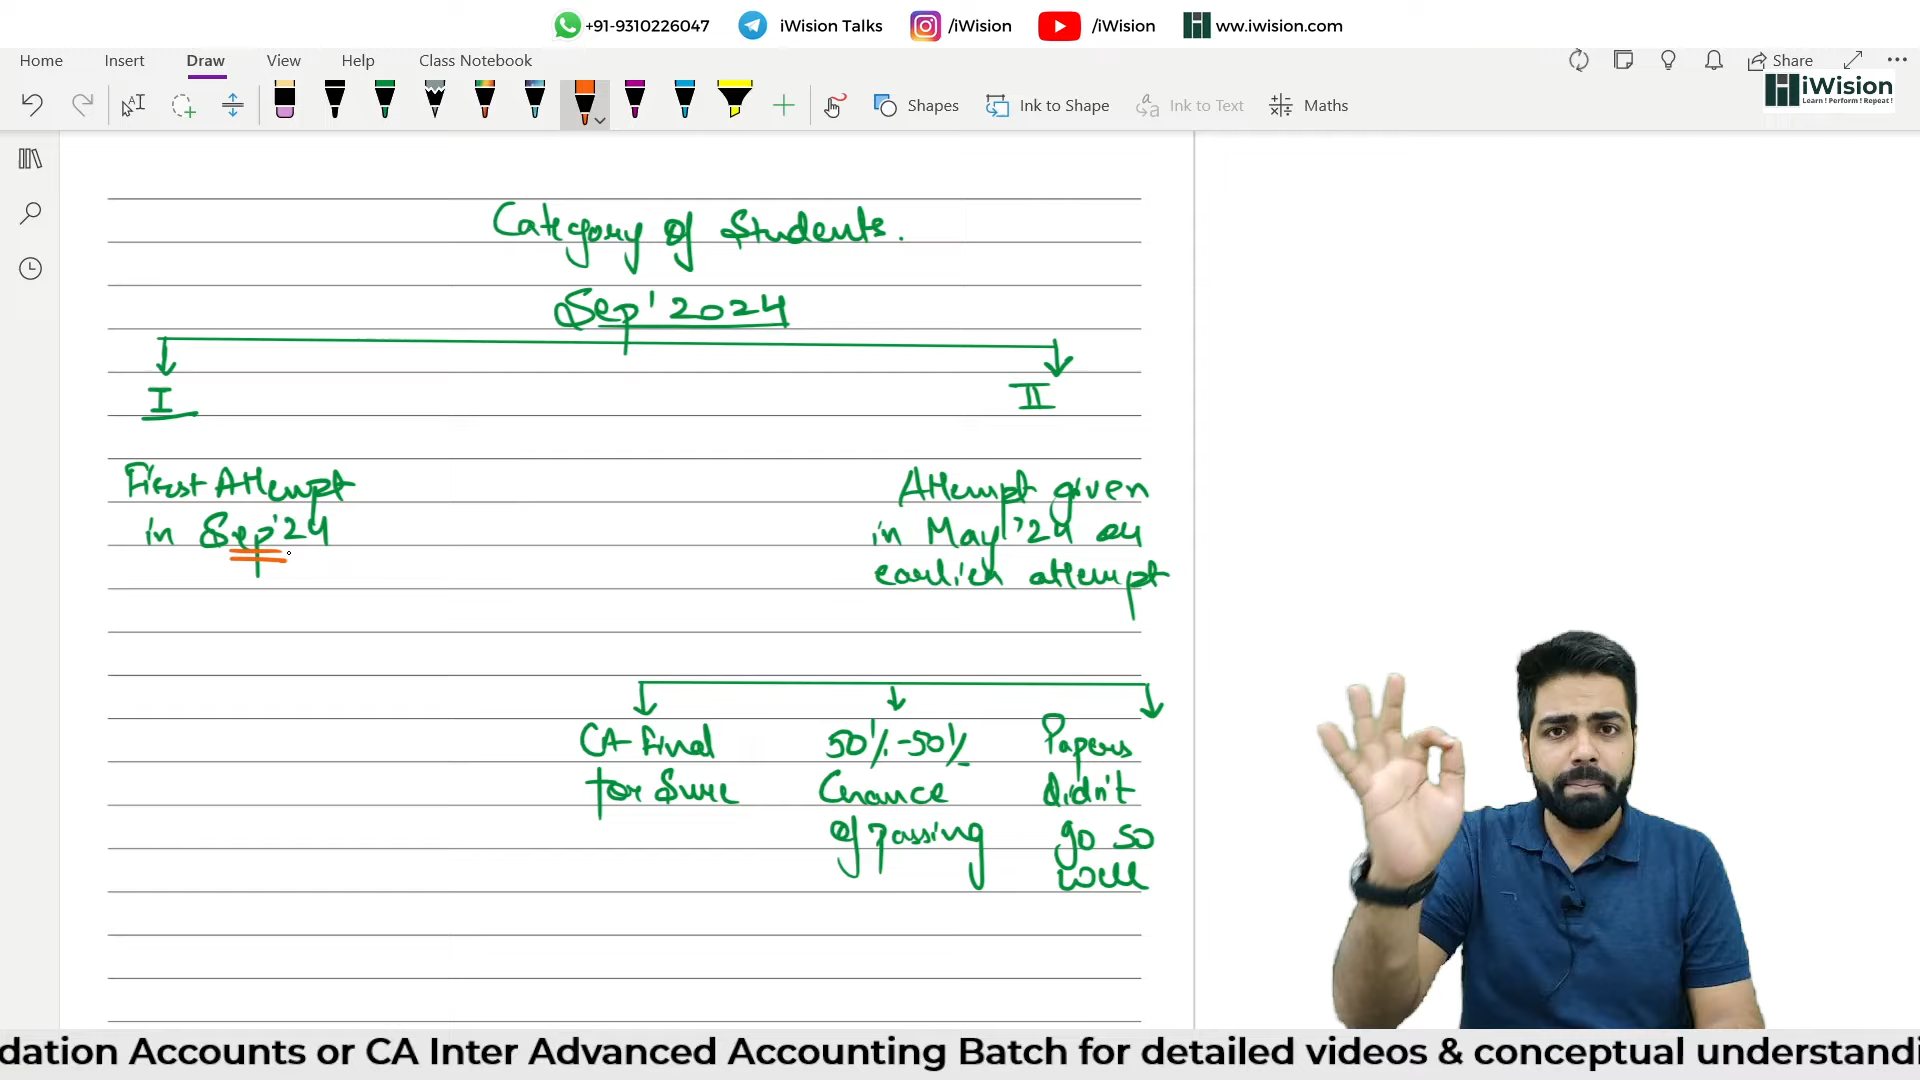 +91-9310226047 iWision Talks /iWision /iWision ww.iwision.com
Home Insert Draw View Help Class Notebook Share
Shapes Ink to Shape Ink to Text Maths
iWision
Learn ! Perform ! Repeat !
Category of Students.
Sep' 2024
I II
First Attempt
in Sep'24
Attempt given
in May'24 or
earlier attempt
CA Final
for Sure
50%-50%
Chance
of passing
Papers
didn't
go so
well
dation Accounts or CA Inter Advanced Accounting Batch for detailed videos & conceptual understandi